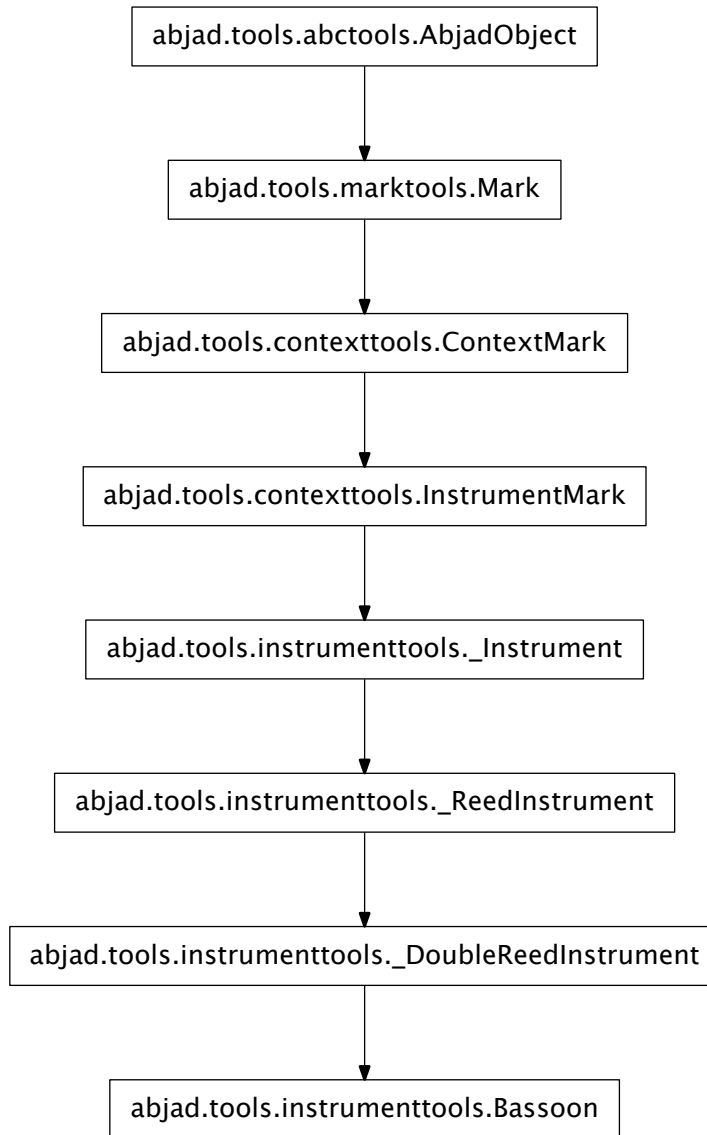 abjad.tools.abctools.AbjadObject
abjad.tools.marktools.Mark
abjad.tools.contexttools.ContextMark
abjad.tools.contexttools.InstrumentMark
abjad.tools.instrumenttools._Instrument
abjad.tools.instrumenttools._ReedInstrument
abjad.tools.instrumenttools._DoubleReedInstrument
abjad.tools.instrumenttools.Bassoon